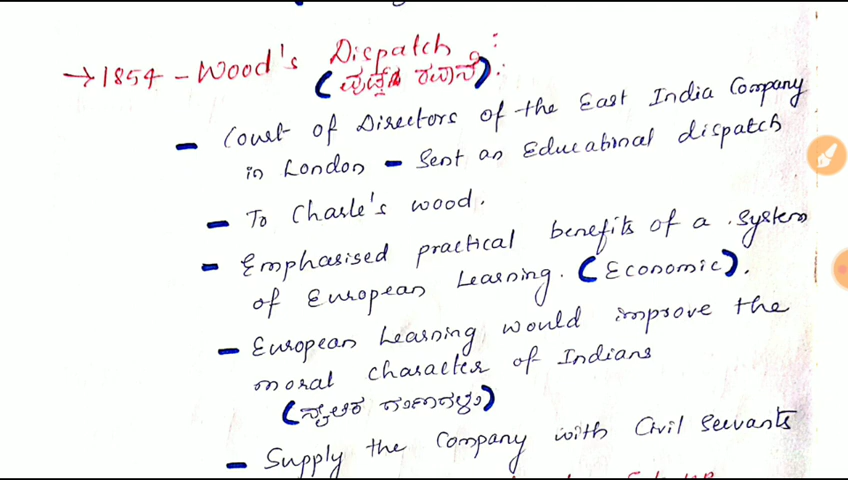 → 1854 - Wood's Dispatch :
(ವುಡ್ಸ್ ರವಾನೆ) :
- Court of Directors of the East India Company
in London - Sent an Educational dispatch
- To Charle's wood.
- Emphasised practical benefits of a system
of European Learning. (Economic).
- European Learning would improve the
moral character of Indians
(ನೈತಿಕ ಗುಣಗಳು)
- Supply the Company with Civil Servants